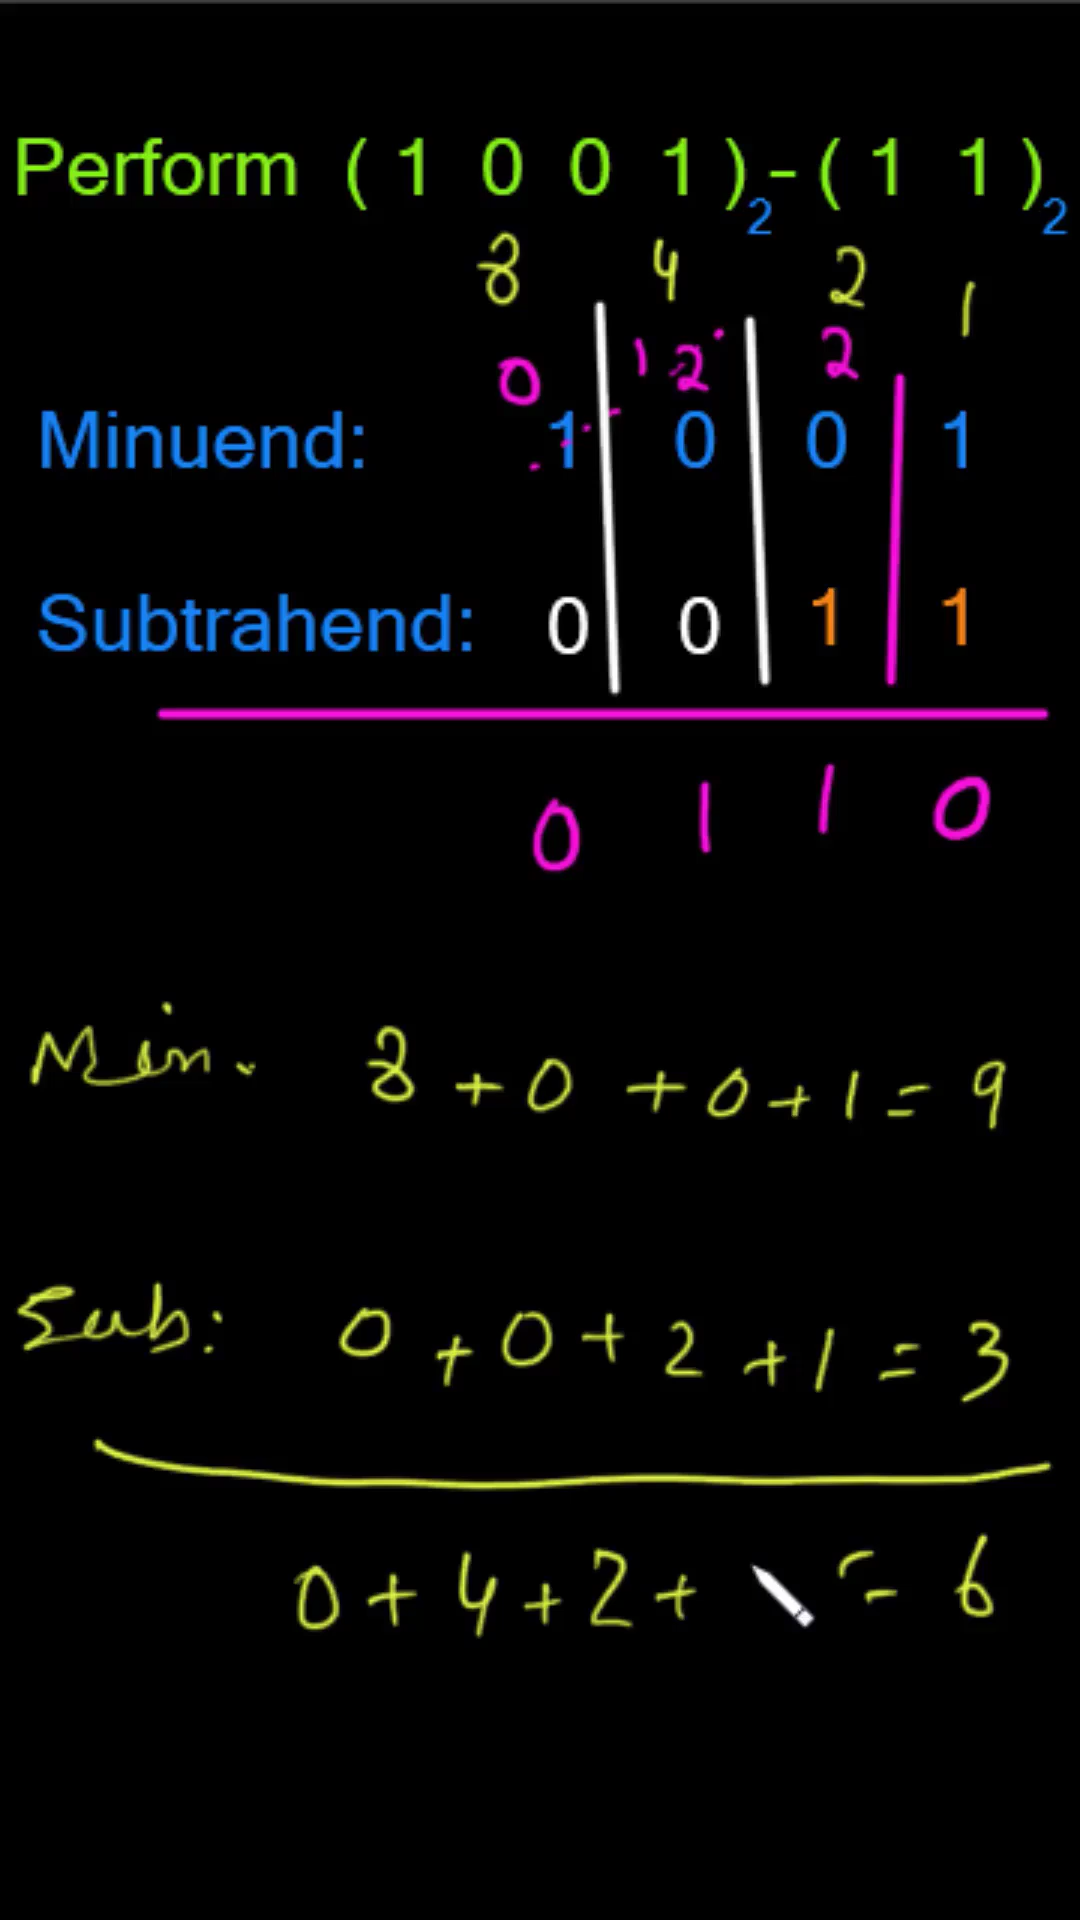 Perform ( 1 0 0 1 )₂ - ( 1 1 )₂
8 4 2 1
0 1 2 2
Minuend: 1 0 0 1
Subtrahend: 0 0 1 1
0 1 1 0
Min. 8 + 0 + 0 + 1 = 9
Sub: 0 + 0 + 2 + 1 = 3
0 + 4 + 2 + = 6